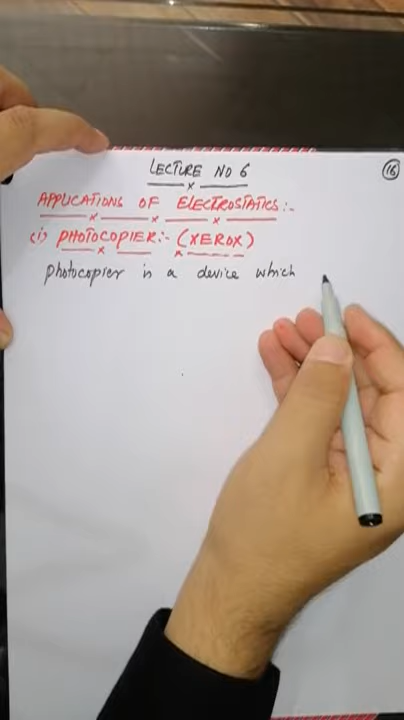 LECTURE NO 6
16
APPLICATIONS OF ELECTROSTATICS:-
(i) PHOTOCOPIER:- (XEROX)
photocopier is a device which